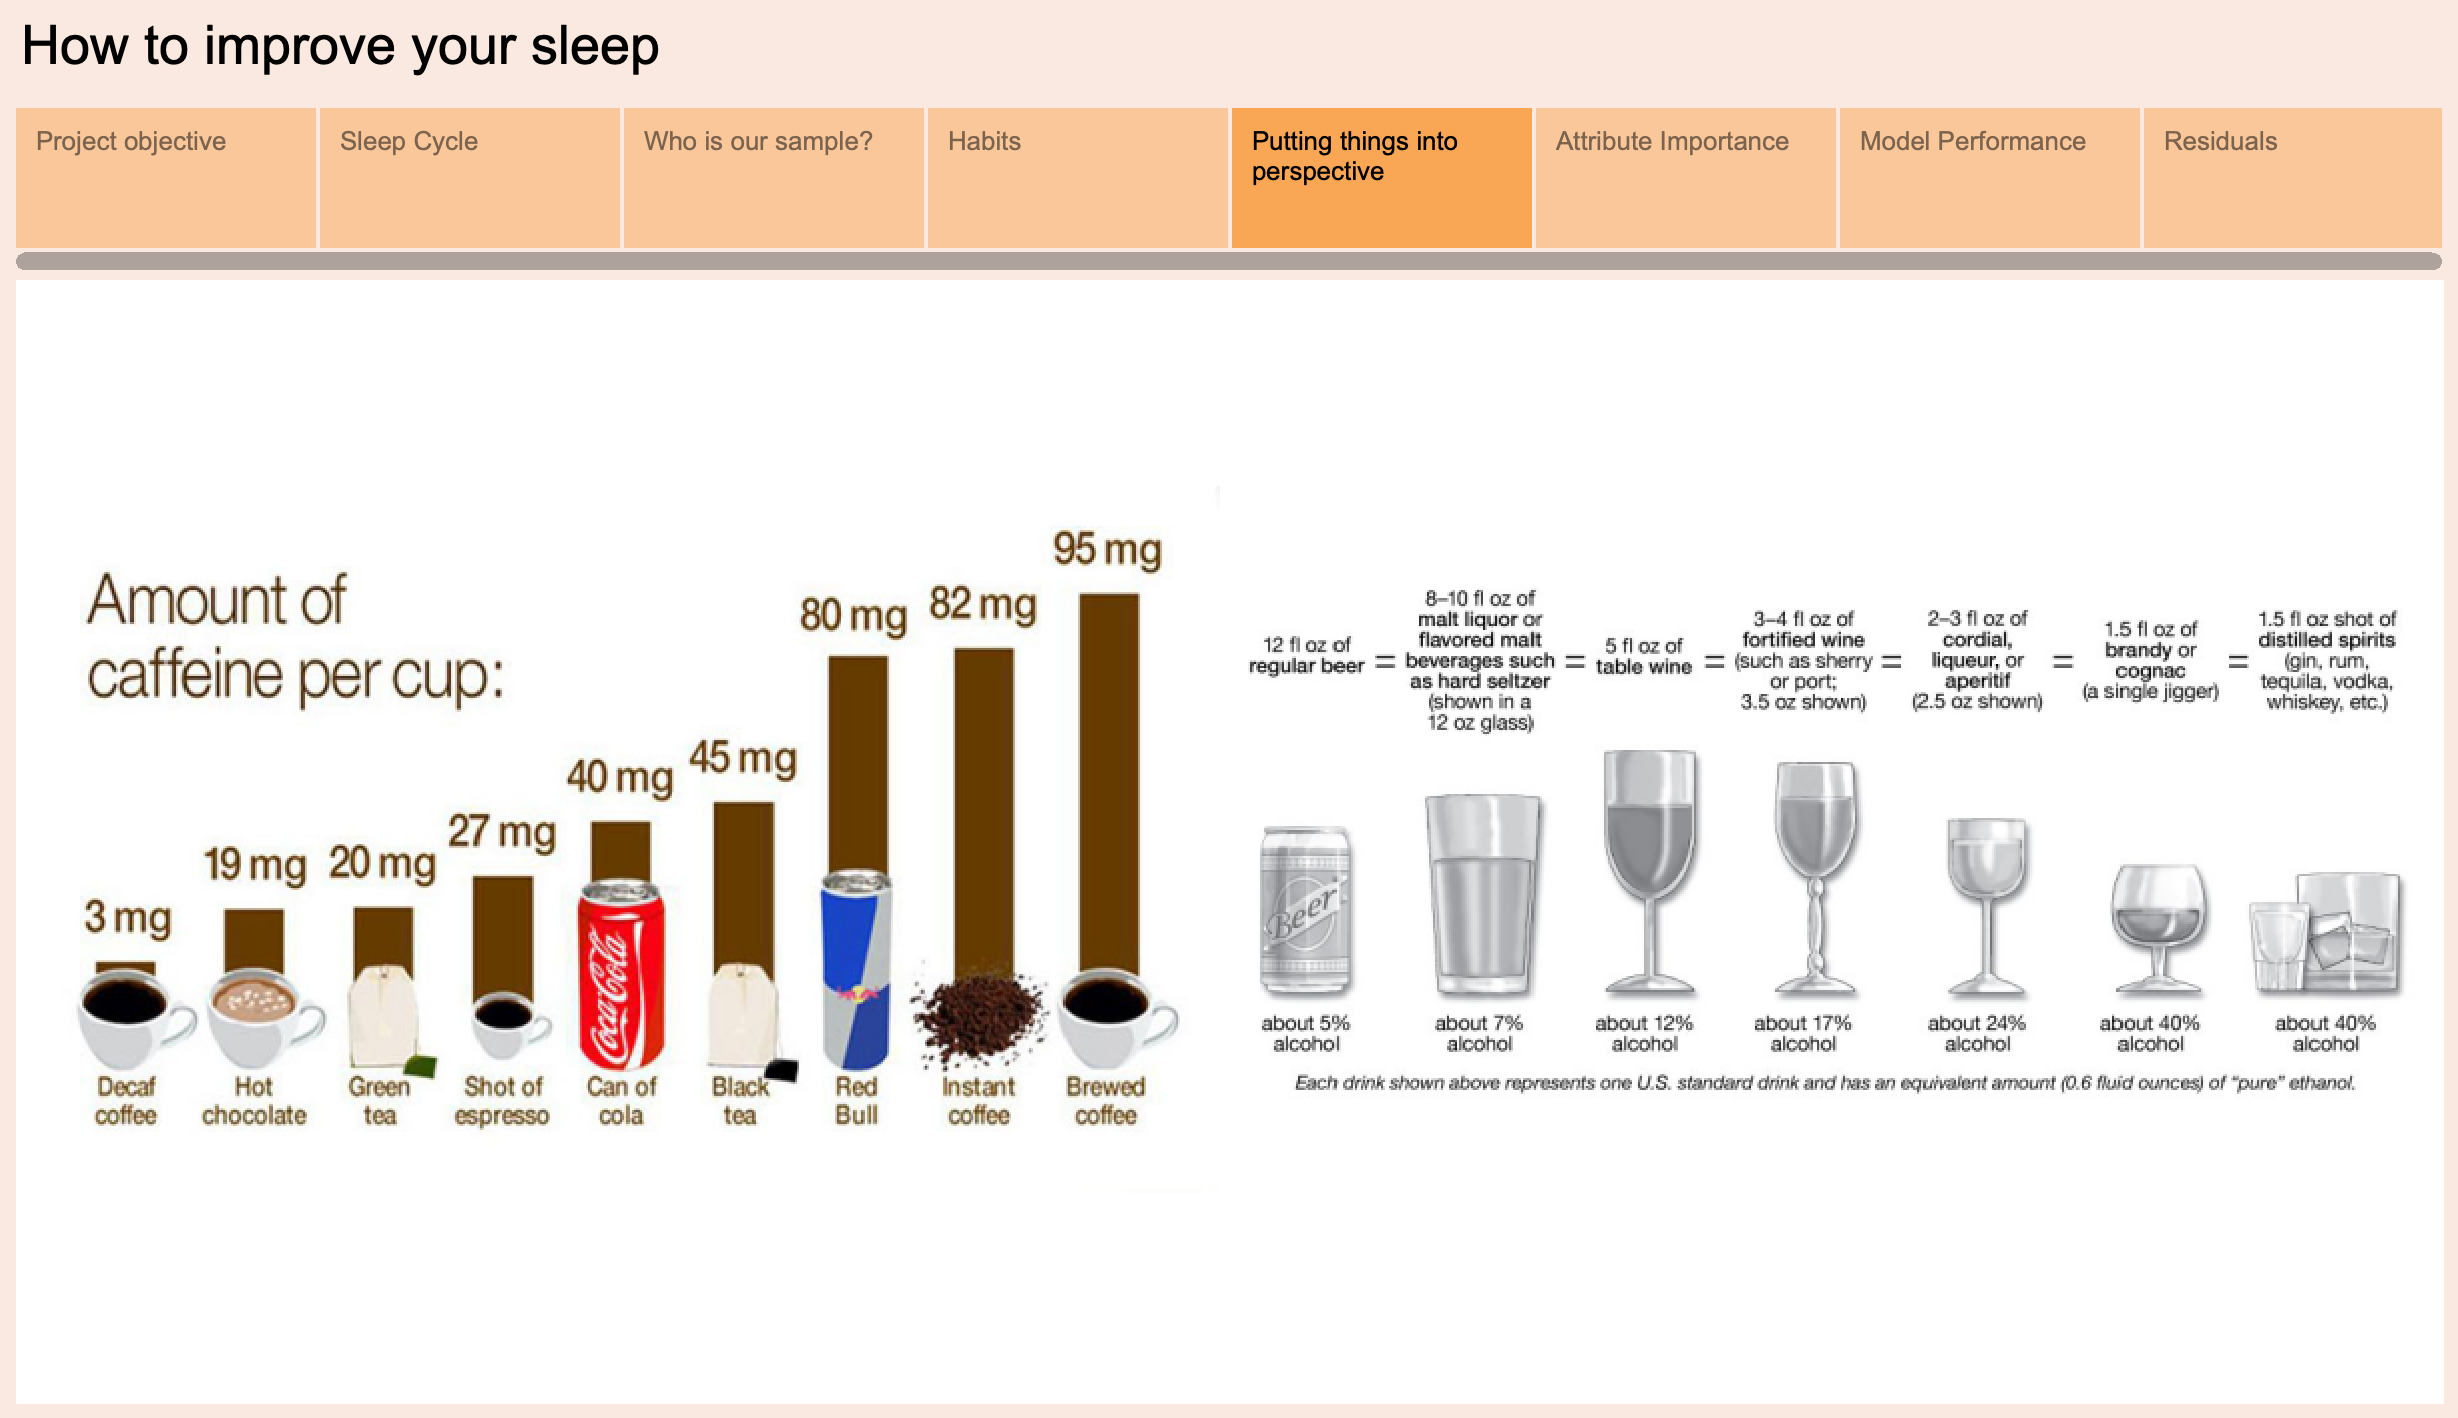 How to improve your sleep
Project objective
Sleep Cycle
Who is our sample?
Habits
Putting things into
perspective
Attribute Importance
Model Performance
Residuals
Amount of
caffeine per cup:
3 mg
19 mg
20 mg
27 mg
40 mg
45 mg
80 mg
82 mg
95 mg
Coca-Cola
Decaf
coffee
Hot
chocolate
Green
tea
Shot of
espresso
Can of
cola
Black
tea
Red
Bull
Instant
coffee
Brewed
coffee
12 fl oz of
regular beer
=
8–10 fl oz of
malt liquor or
flavored malt
beverages such
as hard seltzer
(shown in a
12 oz glass)
=
5 fl oz of
table wine
=
3–4 fl oz of
fortified wine
(such as sherry
or port;
3.5 oz shown)
=
2–3 fl oz of
cordial,
liqueur, or
aperitif
(2.5 oz shown)
=
1.5 fl oz of
brandy or
cognac
(a single jigger)
=
1.5 fl oz shot of
distilled spirits
(gin, rum,
tequila, vodka,
whiskey, etc.)
Beer
about 5%
alcohol
about 7%
alcohol
about 12%
alcohol
about 17%
alcohol
about 24%
alcohol
about 40%
alcohol
about 40%
alcohol
Each drink shown above represents one U.S. standard drink and has an equivalent amount (0.6 fluid ounces) of “pure” ethanol.